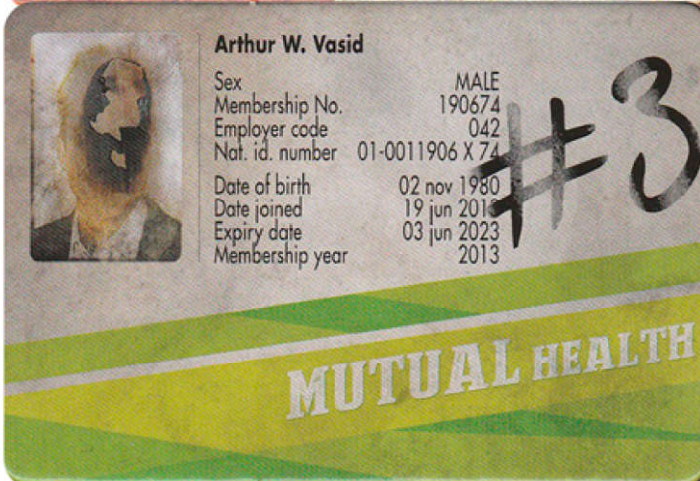 Arthur W. Vasid
Sex MALE
Membership No. 190674
Employer code 042
Nat. id. number 01-0011906 X 74
Date of birth 02 nov 1980
Date joined 19 jun
Expiry date 03 jun 2023
Membership year 2013
#3
MUTUAL HEALTH